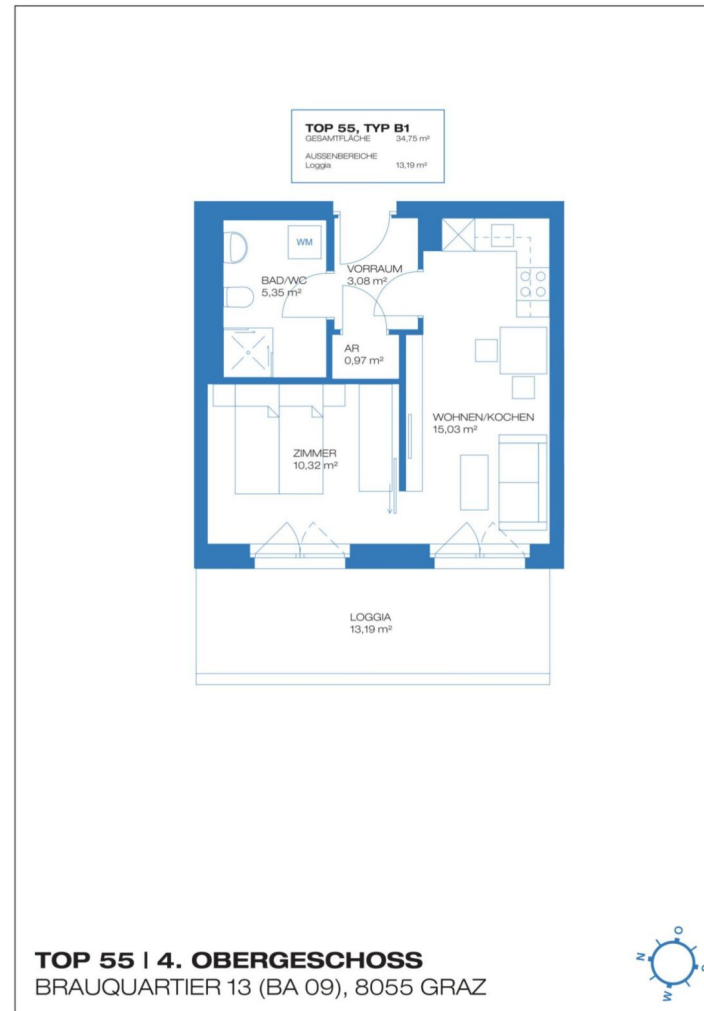 TOP 55, TYP B1
GESAMTFLÄCHE 34,75 m²
AUSSENBEREICHE
Loggia 13,19 m²
WM
BAD/WC
5,35 m²
VORRAUM
3,08 m²
AR
0,97 m²
WOHNEN/KOCHEN
15,03 m²
ZIMMER
10,32 m²
LOGGIA
13,19 m²
TOP 55 | 4. OBERGESCHOSS
BRAUQUARTIER 13 (BA 09), 8055 GRAZ
N
O
S
W